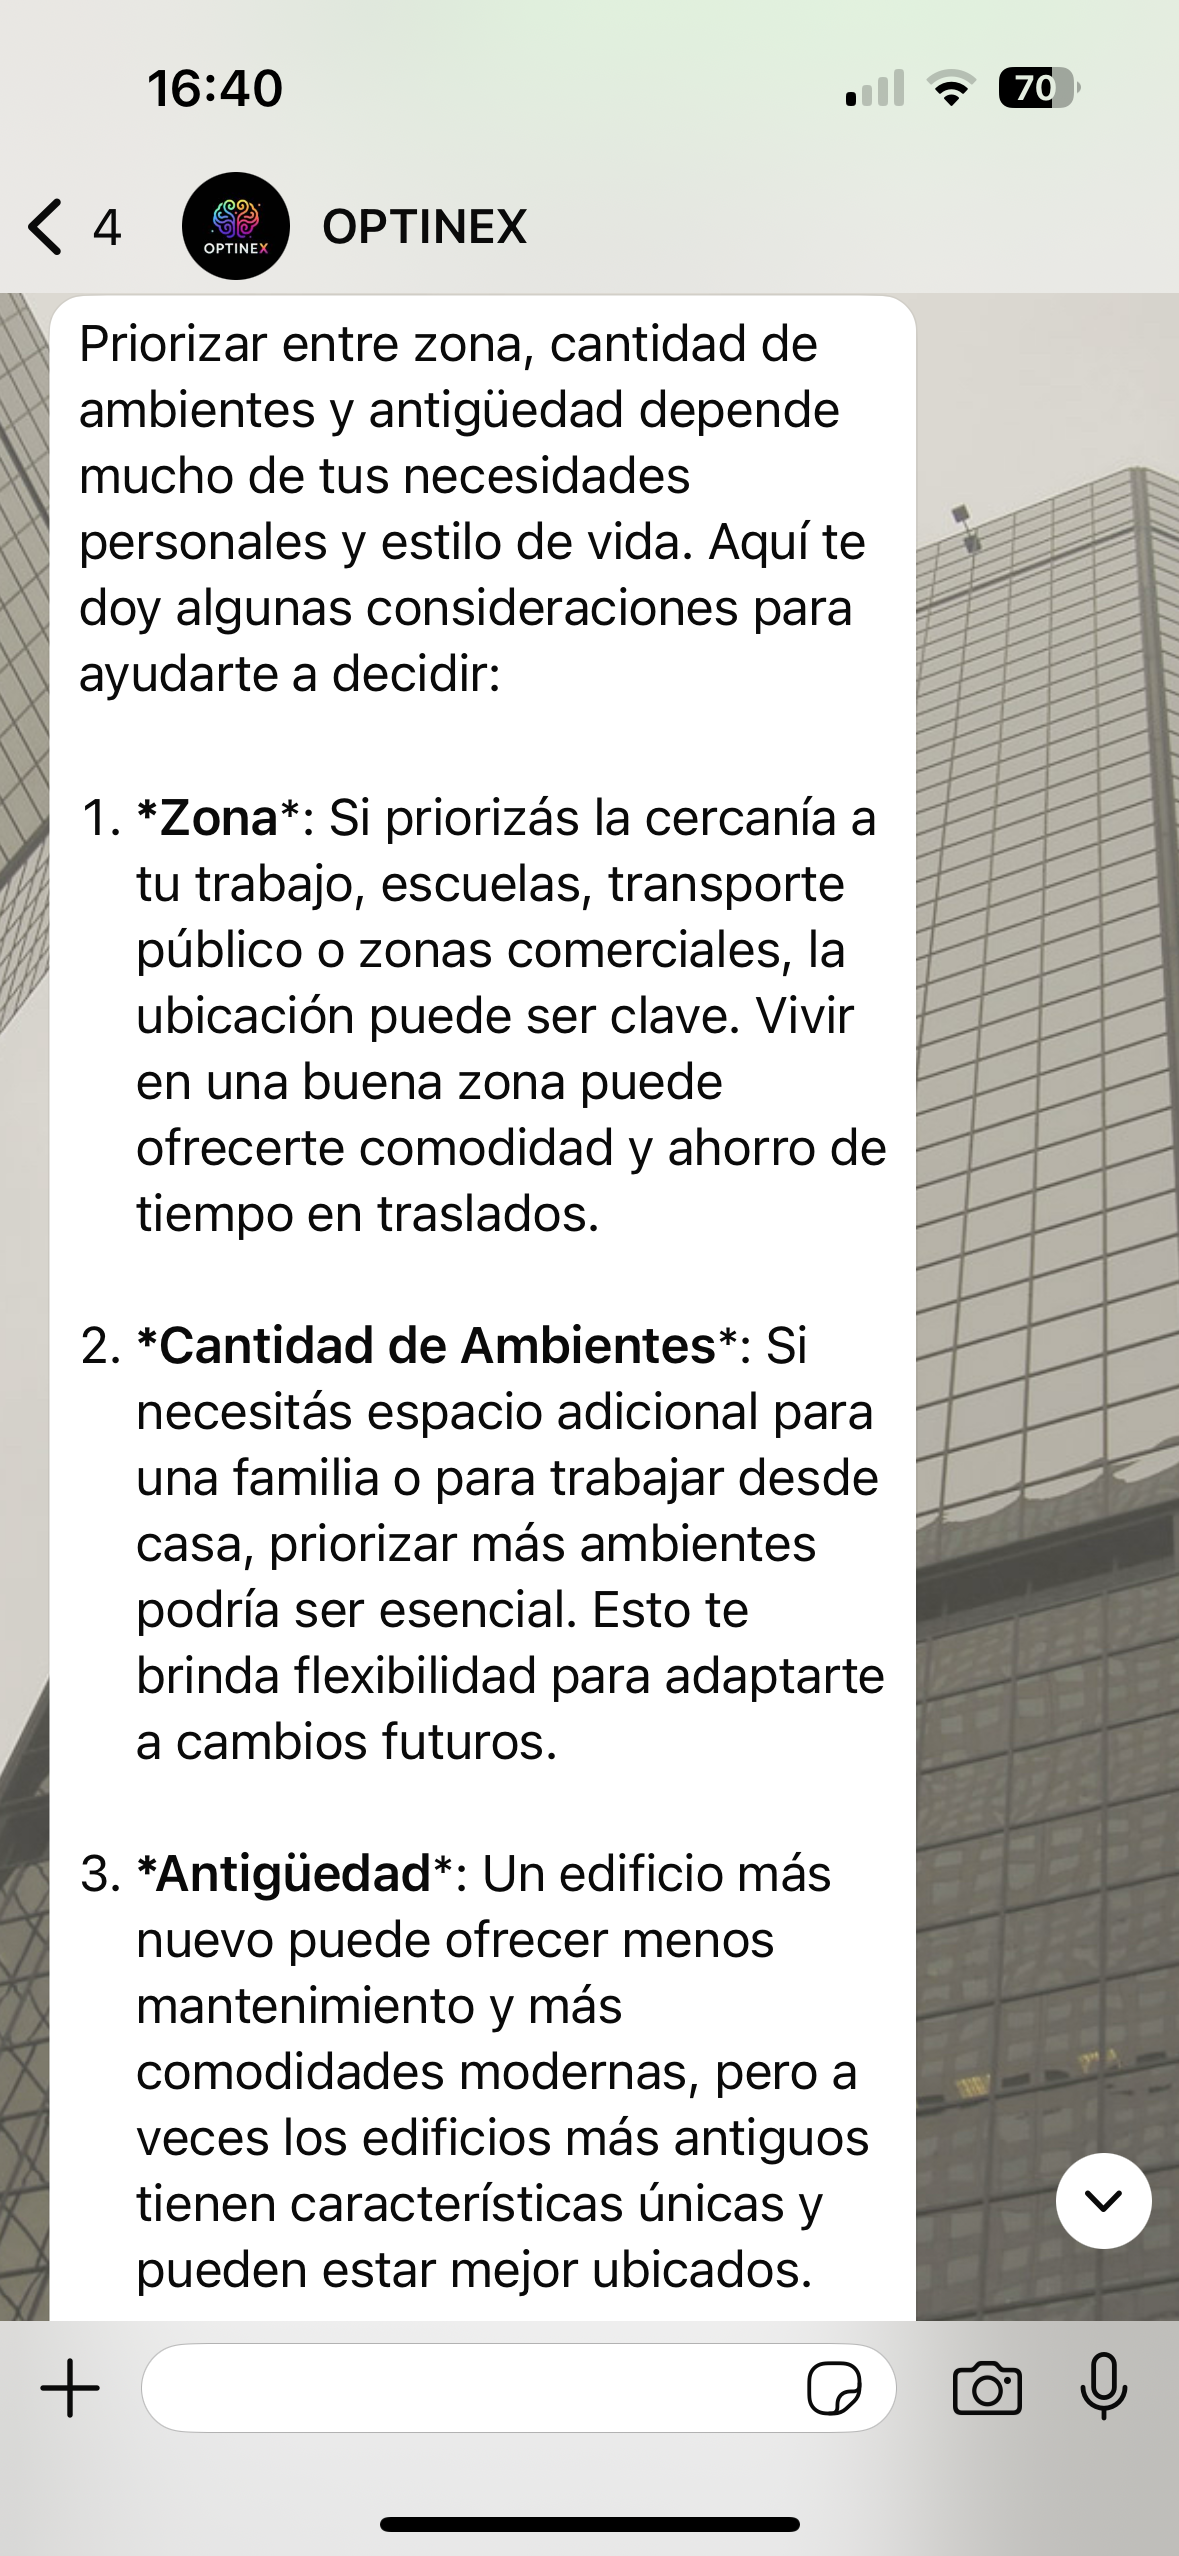 16:40
70
4
OPTINEX
OPTINEX
Priorizar entre zona, cantidad de
ambientes y antigüedad depende
mucho de tus necesidades
personales y estilo de vida. Aquí te
doy algunas consideraciones para
ayudarte a decidir:
1. *Zona*: Si priorizás la cercanía a
tu trabajo, escuelas, transporte
público o zonas comerciales, la
ubicación puede ser clave. Vivir
en una buena zona puede
ofrecerte comodidad y ahorro de
tiempo en traslados.
2. *Cantidad de Ambientes*: Si
necesitás espacio adicional para
una familia o para trabajar desde
casa, priorizar más ambientes
podría ser esencial. Esto te
brinda flexibilidad para adaptarte
a cambios futuros.
3. *Antigüedad*: Un edificio más
nuevo puede ofrecer menos
mantenimiento y más
comodidades modernas, pero a
veces los edificios más antiguos
tienen características únicas y
pueden estar mejor ubicados.